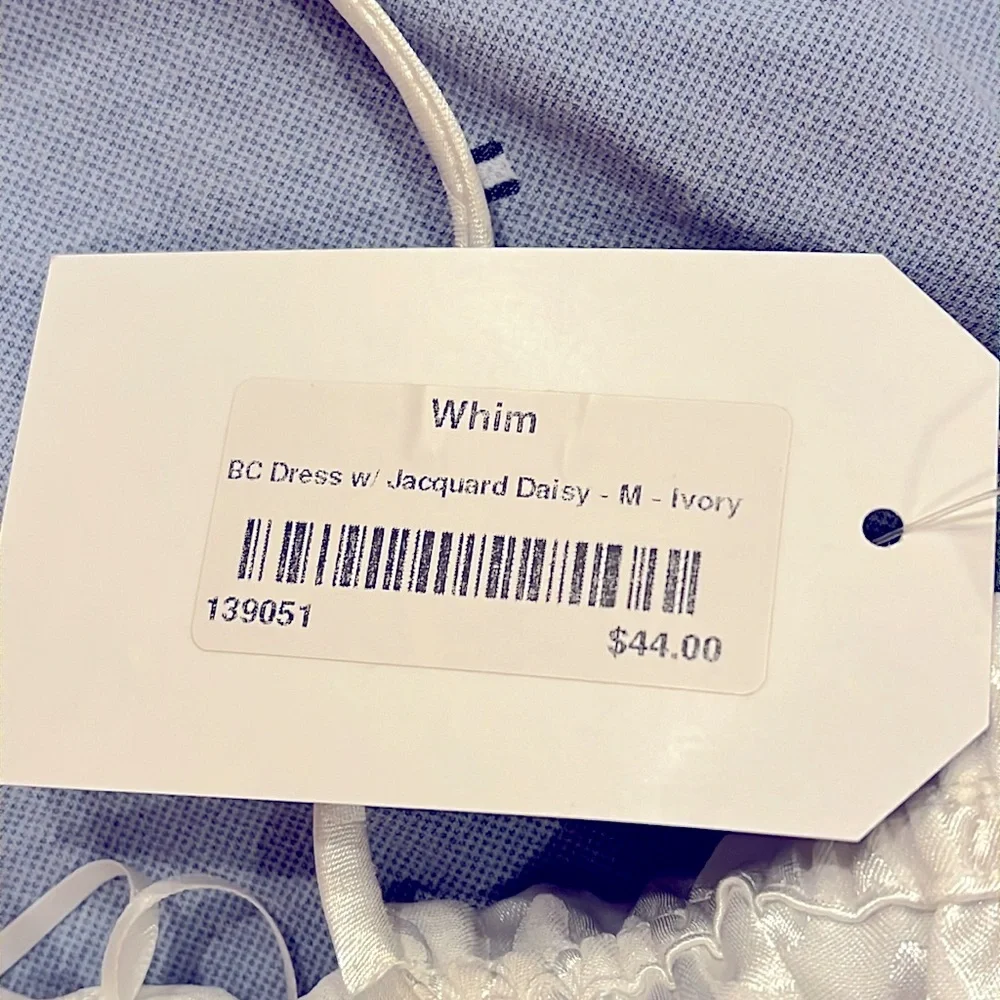 Whim
BC Dress w/ Jacquard Daisy - M - Ivory
139051
$44.00